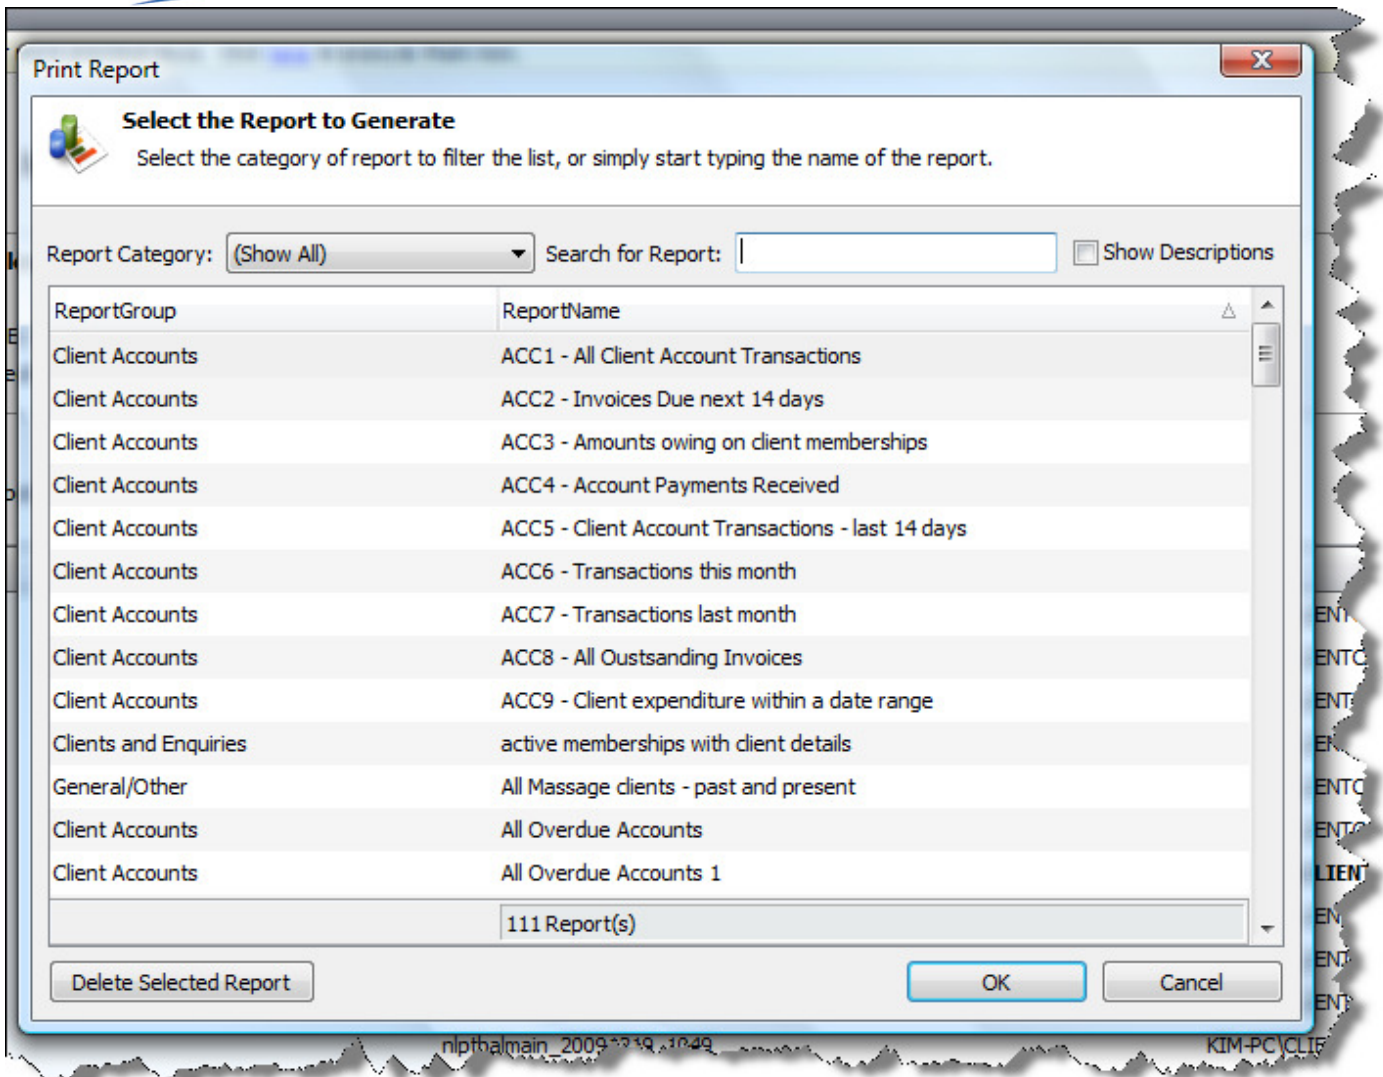 Print Report
Select the Report to Generate
Select the category of report to filter the list, or simply start typing the name of the report.
Report Category: (Show All) Search for Report: Show Descriptions
ReportGroup ReportName
Client Accounts ACC1 - All Client Account Transactions
Client Accounts ACC2 - Invoices Due next 14 days
Client Accounts ACC3 - Amounts owing on client memberships
Client Accounts ACC4 - Account Payments Received
Client Accounts ACC5 - Client Account Transactions - last 14 days
Client Accounts ACC6 - Transactions this month
Client Accounts ACC7 - Transactions last month
Client Accounts ACC8 - All Oustsanding Invoices
Client Accounts ACC9 - Client expenditure within a date range
Clients and Enquiries active memberships with client details
General/Other All Massage clients - past and present
Client Accounts All Overdue Accounts
Client Accounts All Overdue Accounts 1
111 Report(s)
Delete Selected Report OK Cancel